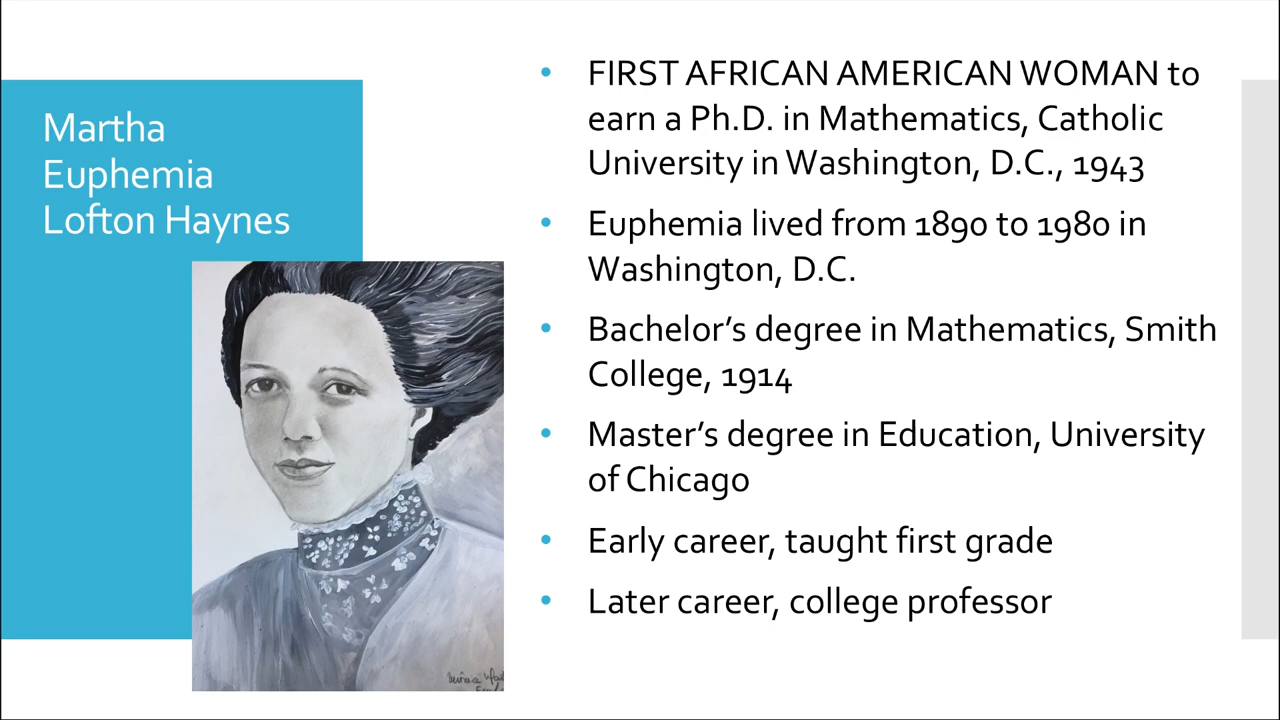 Martha
Euphemia
Lofton Haynes
• FIRST AFRICAN AMERICAN WOMAN to
earn a Ph.D. in Mathematics, Catholic
University in Washington, D.C., 1943
• Euphemia lived from 1890 to 1980 in
Washington, D.C.
• Bachelor’s degree in Mathematics, Smith
College, 1914
• Master’s degree in Education, University
of Chicago
• Early career, taught first grade
• Later career, college professor